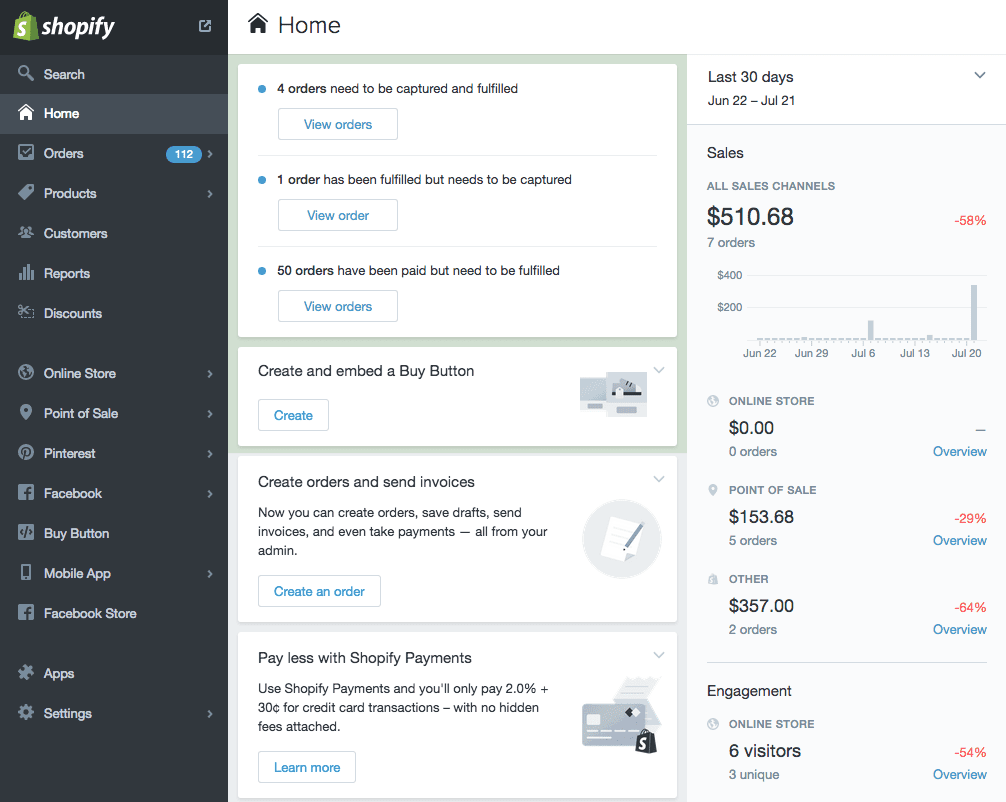 shopify
Search
Home
Orders 112
Products
Customers
Reports
Discounts
Online Store
Point of Sale
Pinterest
Facebook
Buy Button
Mobile App
Facebook Store
Apps
Settings
Home
4 orders need to be captured and fulfilled
View orders
1 order has been fulfilled but needs to be captured
View order
50 orders have been paid but need to be fulfilled
View orders
Create and embed a Buy Button
Create
Create orders and send invoices
Now you can create orders, save drafts, send
invoices, and even take payments — all from your
admin.
Create an order
Pay less with Shopify Payments
Use Shopify Payments and you'll only pay 2.0% +
30¢ for credit card transactions – with no hidden
fees attached.
Learn more
Last 30 days
Jun 22 – Jul 21
Sales
ALL SALES CHANNELS
$510.68 -58%
7 orders
$400
$200
Jun 22 Jun 29 Jul 6 Jul 13 Jul 20
ONLINE STORE
$0.00 –
0 orders Overview
POINT OF SALE
$153.68 -29%
5 orders Overview
OTHER
$357.00 -64%
2 orders Overview
Engagement
ONLINE STORE
6 visitors -54%
3 unique Overview